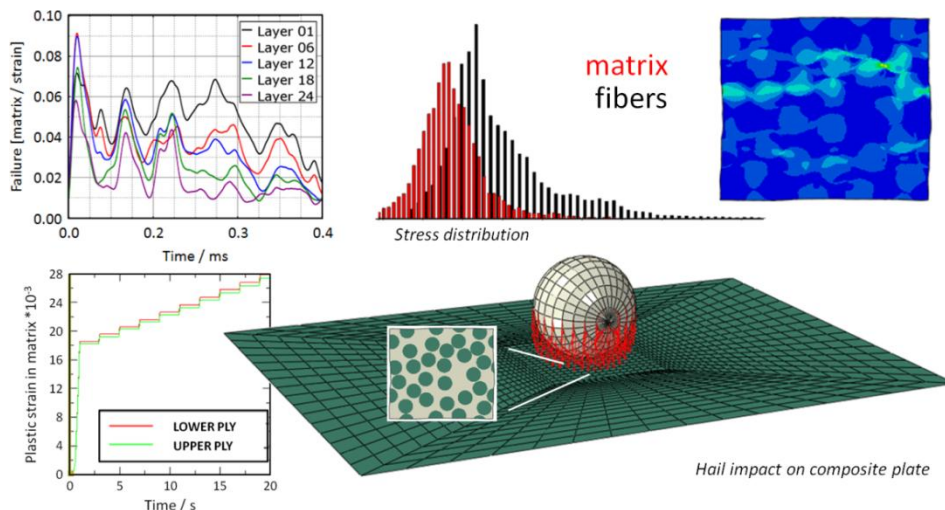 0.10
0.08
0.06
0.04
0.02
0.00
Failure [matrix / strain]
Layer 01
Layer 06
Layer 12
Layer 18
Layer 24
0.0 0.1 0.2 0.3 0.4
Time / ms
matrix
fibers
Stress distribution
28
24
20
16
12
8
4
0
Plastic strain in matrix *10⁻³
LOWER PLY
UPPER PLY
0 5 10 15 20
Time / s
Hail impact on composite plate